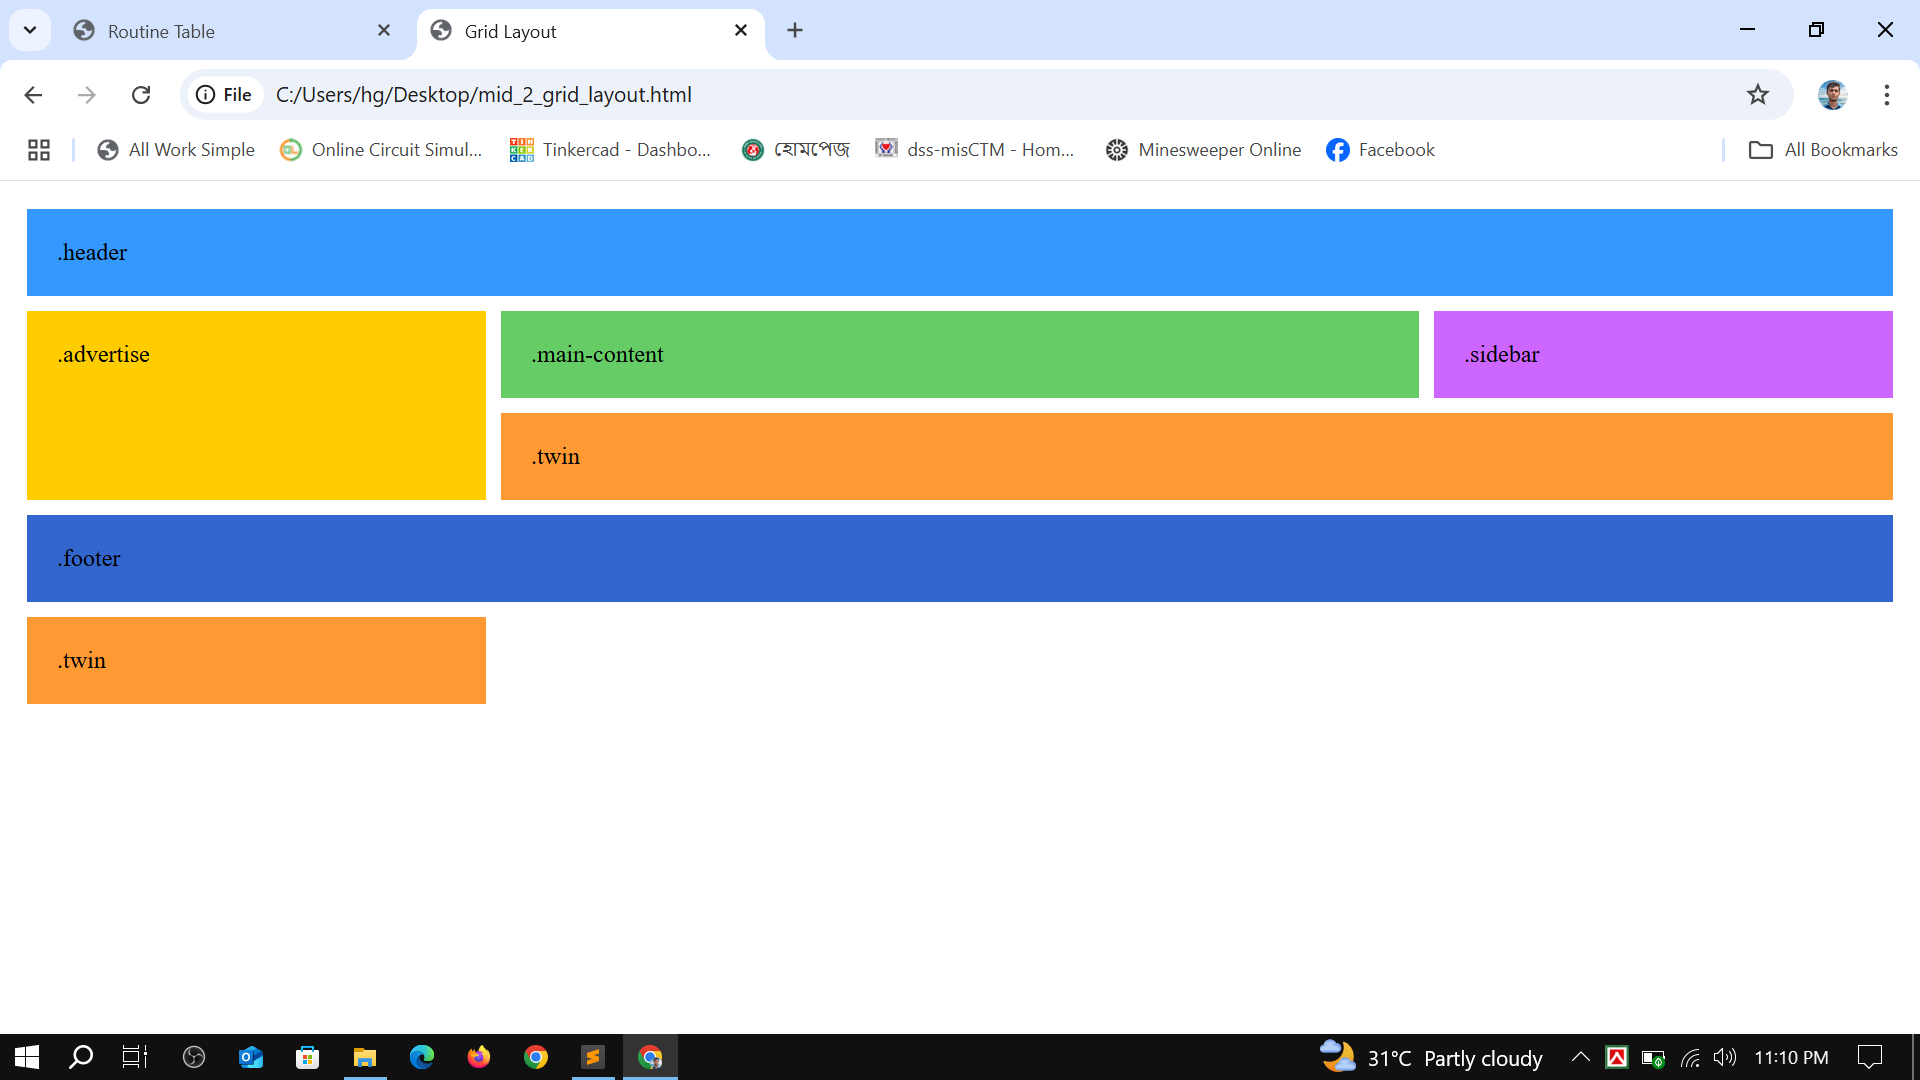 Routine Table
Grid Layout
File C:/Users/hg/Desktop/mid_2_grid_layout.html
All Work Simple Online Circuit Simul... Tinkercad - Dashbo... হোমপেজ dss-misCTM - Hom... Minesweeper Online Facebook All Bookmarks
.header
.advertise .main-content .sidebar
.twin
.footer
.twin
31°C Partly cloudy 11:10 PM